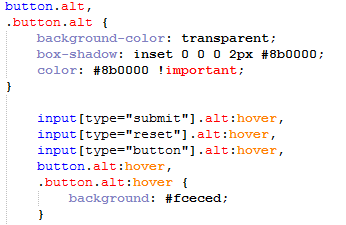 button.alt,
.button.alt {
background-color: transparent;
box-shadow: inset 0 0 0 2px #8b0000;
color: #8b0000 !important;
}
input[type="submit"].alt:hover,
input[type="reset"].alt:hover,
input[type="button"].alt:hover,
button.alt:hover,
.button.alt:hover {
background: #fceced;
}